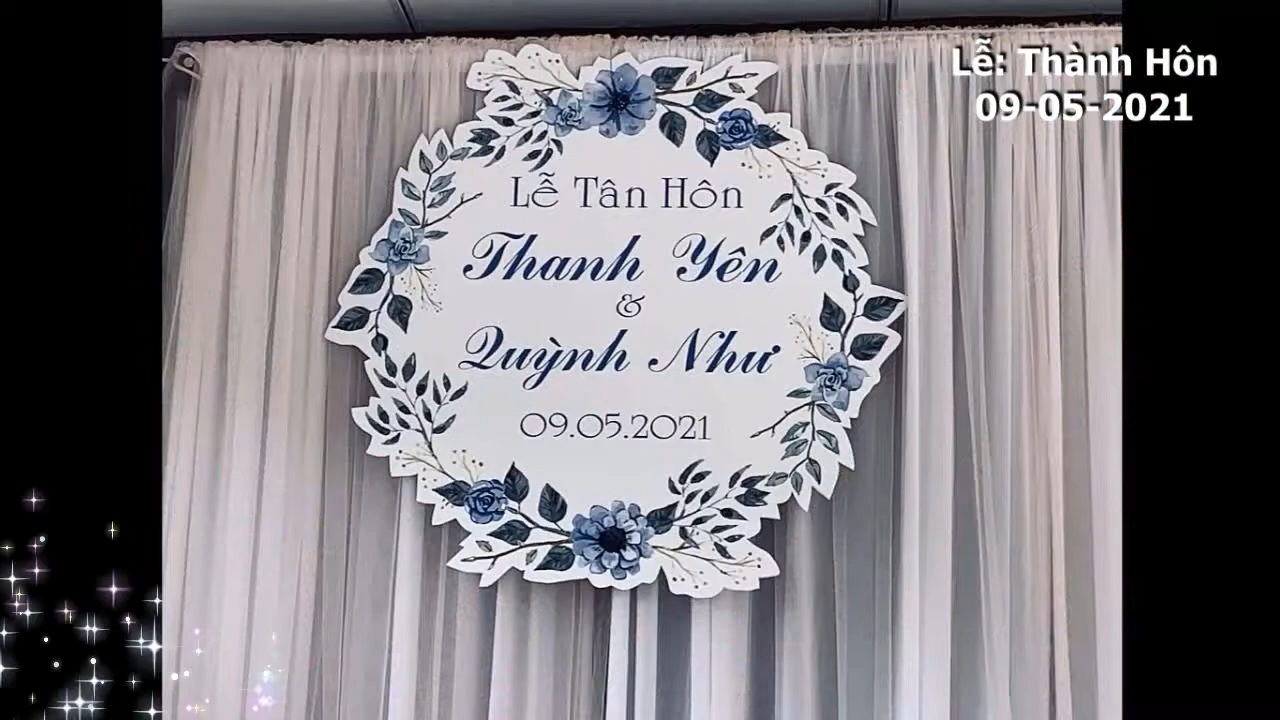 Lễ: Thành Hôn
09-05-2021
Lễ Tân Hôn
Thanh Yên
&
Quỳnh Như
09.05.2021